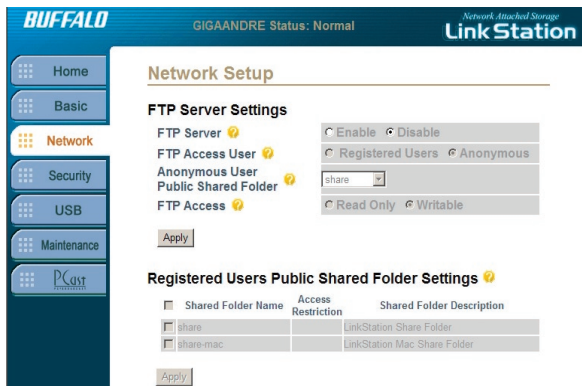 BUFFALO
GIGAANDRE Status: Normal
Network Attached Storage
LinkStation
Home
Basic
Network
Security
USB
Maintenance
PCast
Network Setup
FTP Server Settings
FTP Server ? Enable Disable
FTP Access User ? Registered Users Anonymous
Anonymous User
Public Shared Folder ? share
FTP Access ? Read Only Writable
Apply
Registered Users Public Shared Folder Settings ?
Shared Folder Name Access Restriction Shared Folder Description
share LinkStation Share Folder
share-mac LinkStation Mac Share Folder
Apply